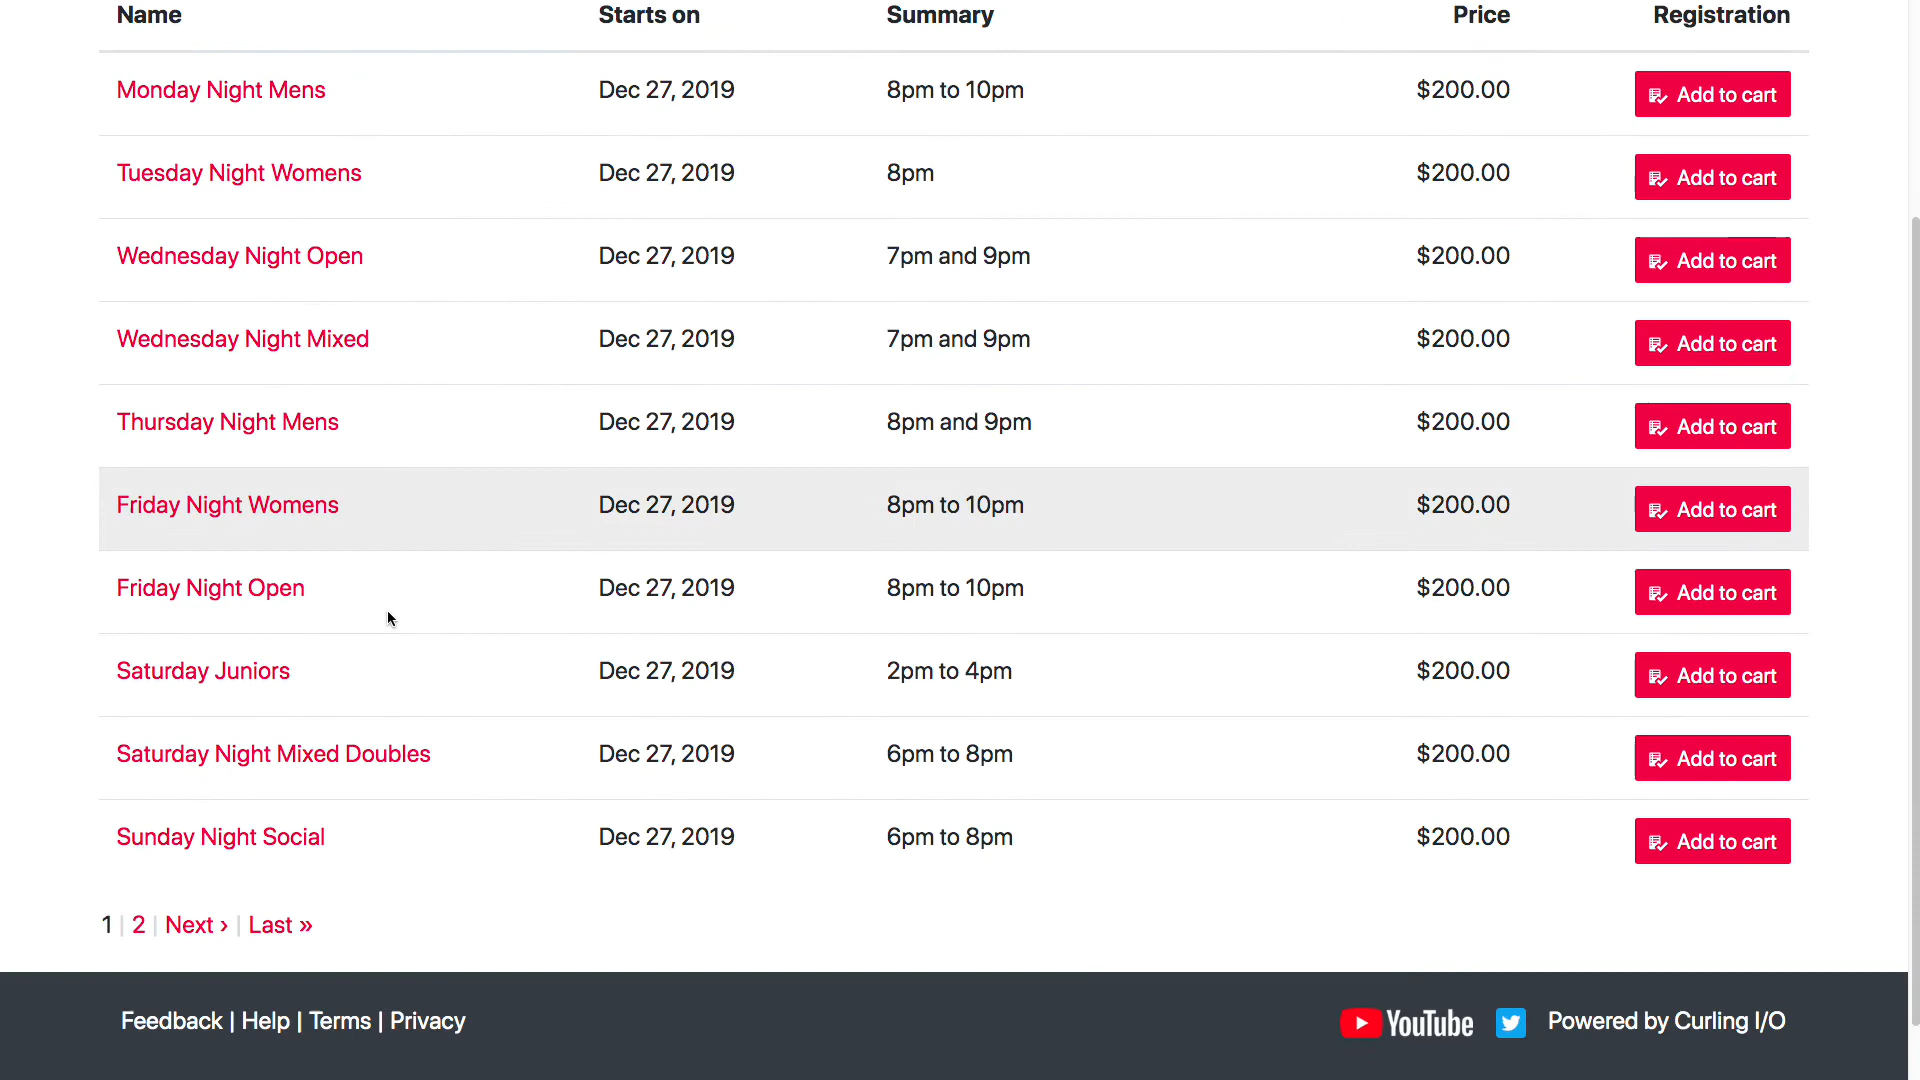 Name Starts on Summary Price Registration
Monday Night Mens Dec 27, 2019 8pm to 10pm $200.00 Add to cart
Tuesday Night Womens Dec 27, 2019 8pm $200.00 Add to cart
Wednesday Night Open Dec 27, 2019 7pm and 9pm $200.00 Add to cart
Wednesday Night Mixed Dec 27, 2019 7pm and 9pm $200.00 Add to cart
Thursday Night Mens Dec 27, 2019 8pm and 9pm $200.00 Add to cart
Friday Night Womens Dec 27, 2019 8pm to 10pm $200.00 Add to cart
Friday Night Open Dec 27, 2019 8pm to 10pm $200.00 Add to cart
Saturday Juniors Dec 27, 2019 2pm to 4pm $200.00 Add to cart
Saturday Night Mixed Doubles Dec 27, 2019 6pm to 8pm $200.00 Add to cart
Sunday Night Social Dec 27, 2019 6pm to 8pm $200.00 Add to cart
1 | 2 | Next › | Last »
Feedback | Help | Terms | Privacy YouTube Powered by Curling I/O